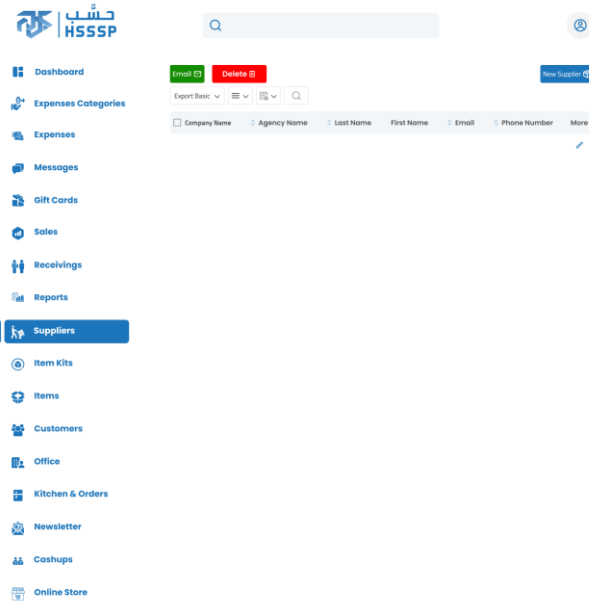 حسَّب
HSSSP
Dashboard
Expenses Categories
Expenses
Messages
Gift Cards
Sales
Receivings
Reports
Suppliers
Item Kits
Items
Customers
Office
Kitchen & Orders
Newsletter
Cashups
Online Store
Email
Delete
New Supplier
Export Basic
Company Name Agency Name Last Name First Name Email Phone Number More